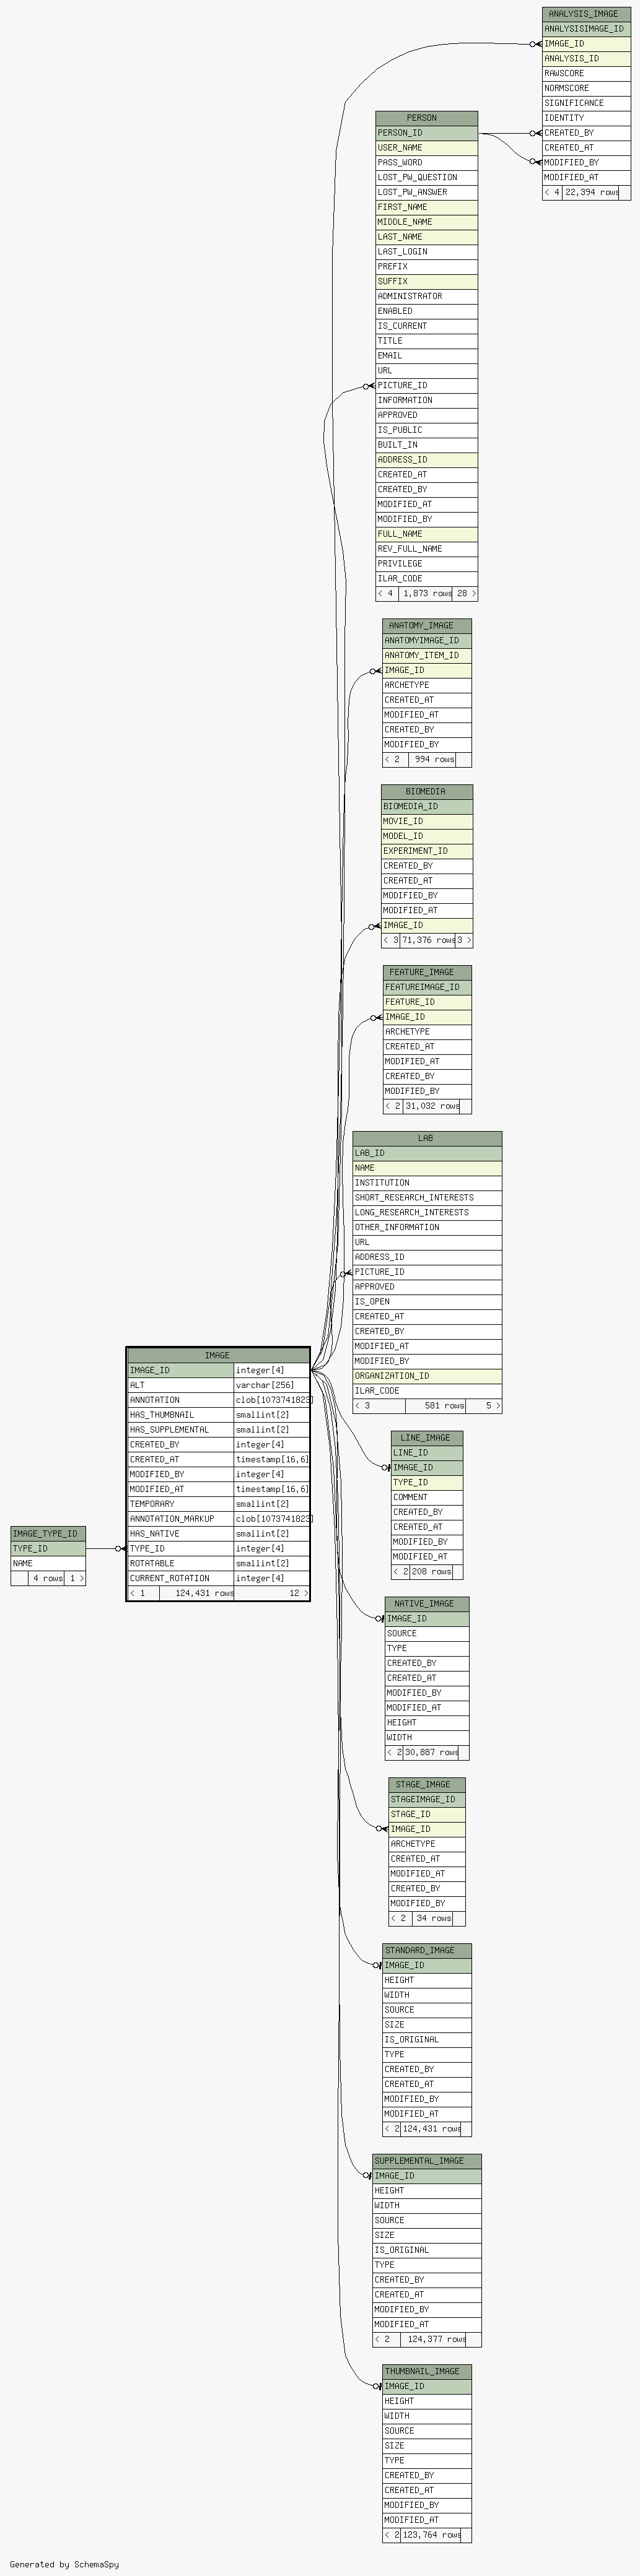 ANALYSIS_IMAGE
ANALYSISIMAGE_ID
IMAGE_ID
ANALYSIS_ID
RAWSCORE
NORMSCORE
SIGNIFICANCE
IDENTITY
CREATED_BY
CREATED_AT
MODIFIED_BY
MODIFIED_AT
< 4 22,394 rows
PERSON
PERSON_ID
USER_NAME
PASS_WORD
LOST_PW_QUESTION
LOST_PW_ANSWER
FIRST_NAME
MIDDLE_NAME
LAST_NAME
LAST_LOGIN
PREFIX
SUFFIX
ADMINISTRATOR
ENABLED
IS_CURRENT
TITLE
EMAIL
URL
PICTURE_ID
INFORMATION
APPROVED
IS_PUBLIC
BUILT_IN
ADDRESS_ID
CREATED_AT
CREATED_BY
MODIFIED_AT
MODIFIED_BY
FULL_NAME
REV_FULL_NAME
PRIVILEGE
ILAR_CODE
< 4 1,873 rows 28 >
ANATOMY_IMAGE
ANATOMYIMAGE_ID
ANATOMY_ITEM_ID
IMAGE_ID
ARCHETYPE
CREATED_AT
MODIFIED_AT
CREATED_BY
MODIFIED_BY
< 2 994 rows
BIOMEDIA
BIOMEDIA_ID
MOVIE_ID
MODEL_ID
EXPERIMENT_ID
CREATED_BY
CREATED_AT
MODIFIED_BY
MODIFIED_AT
IMAGE_ID
< 3 71,376 rows 3 >
FEATURE_IMAGE
FEATUREIMAGE_ID
FEATURE_ID
IMAGE_ID
ARCHETYPE
CREATED_AT
MODIFIED_AT
CREATED_BY
MODIFIED_BY
< 2 31,032 rows
LAB
LAB_ID
NAME
INSTITUTION
SHORT_RESEARCH_INTERESTS
LONG_RESEARCH_INTERESTS
OTHER_INFORMATION
URL
ADDRESS_ID
PICTURE_ID
APPROVED
IS_OPEN
CREATED_AT
CREATED_BY
MODIFIED_AT
MODIFIED_BY
ORGANIZATION_ID
ILAR_CODE
< 3 581 rows 5 >
IMAGE
IMAGE_ID integer[4]
ALT varchar[256]
ANNOTATION clob[1073741823]
HAS_THUMBNAIL smallint[2]
HAS_SUPPLEMENTAL smallint[2]
CREATED_BY integer[4]
CREATED_AT timestamp[16,6]
MODIFIED_BY integer[4]
MODIFIED_AT timestamp[16,6]
TEMPORARY smallint[2]
ANNOTATION_MARKUP clob[1073741823]
HAS_NATIVE smallint[2]
TYPE_ID integer[4]
ROTATABLE smallint[2]
CURRENT_ROTATION integer[4]
< 1 124,431 rows 12 >
IMAGE_TYPE_ID
TYPE_ID
NAME
4 rows 1 >
LINE_IMAGE
LINE_ID
IMAGE_ID
TYPE_ID
COMMENT
CREATED_BY
CREATED_AT
MODIFIED_BY
MODIFIED_AT
< 2 208 rows
NATIVE_IMAGE
IMAGE_ID
SOURCE
TYPE
CREATED_BY
CREATED_AT
MODIFIED_BY
MODIFIED_AT
HEIGHT
WIDTH
< 2 30,887 rows
STAGE_IMAGE
STAGEIMAGE_ID
STAGE_ID
IMAGE_ID
ARCHETYPE
CREATED_AT
MODIFIED_AT
CREATED_BY
MODIFIED_BY
< 2 34 rows
STANDARD_IMAGE
IMAGE_ID
HEIGHT
WIDTH
SOURCE
SIZE
IS_ORIGINAL
TYPE
CREATED_BY
CREATED_AT
MODIFIED_BY
MODIFIED_AT
< 2 124,431 rows
SUPPLEMENTAL_IMAGE
IMAGE_ID
HEIGHT
WIDTH
SOURCE
SIZE
IS_ORIGINAL
TYPE
CREATED_BY
CREATED_AT
MODIFIED_BY
MODIFIED_AT
< 2 124,377 rows
THUMBNAIL_IMAGE
IMAGE_ID
HEIGHT
WIDTH
SOURCE
SIZE
TYPE
CREATED_BY
CREATED_AT
MODIFIED_BY
MODIFIED_AT
< 2 123,764 rows
Generated by SchemaSpy